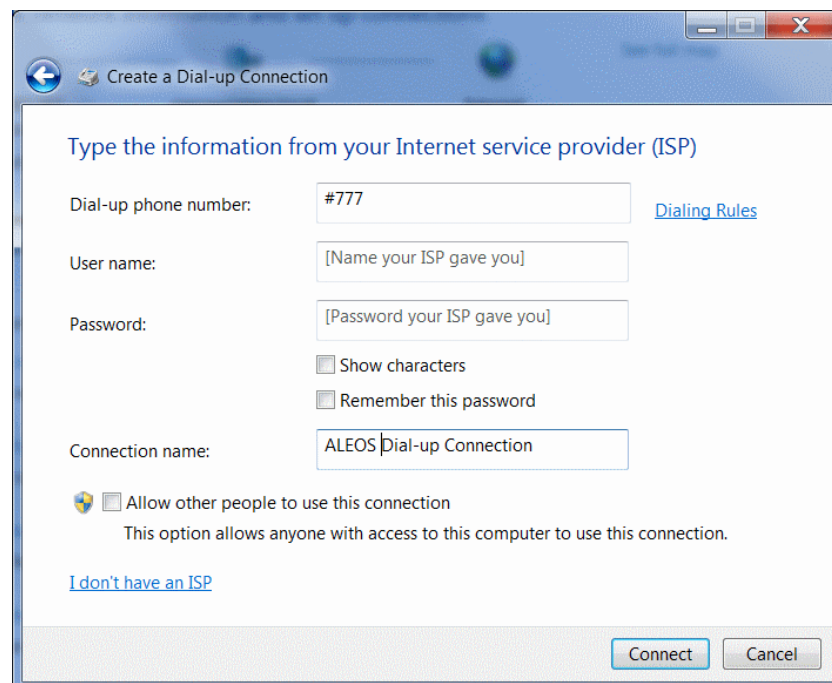 Create a Dial-up Connection
Type the information from your Internet service provider (ISP)
Dial-up phone number:
#777
Dialing Rules
User name:
[Name your ISP gave you]
Password:
[Password your ISP gave you]
Show characters
Remember this password
Connection name:
ALEOS Dial-up Connection
Allow other people to use this connection
This option allows anyone with access to this computer to use this connection.
I don't have an ISP
Connect
Cancel